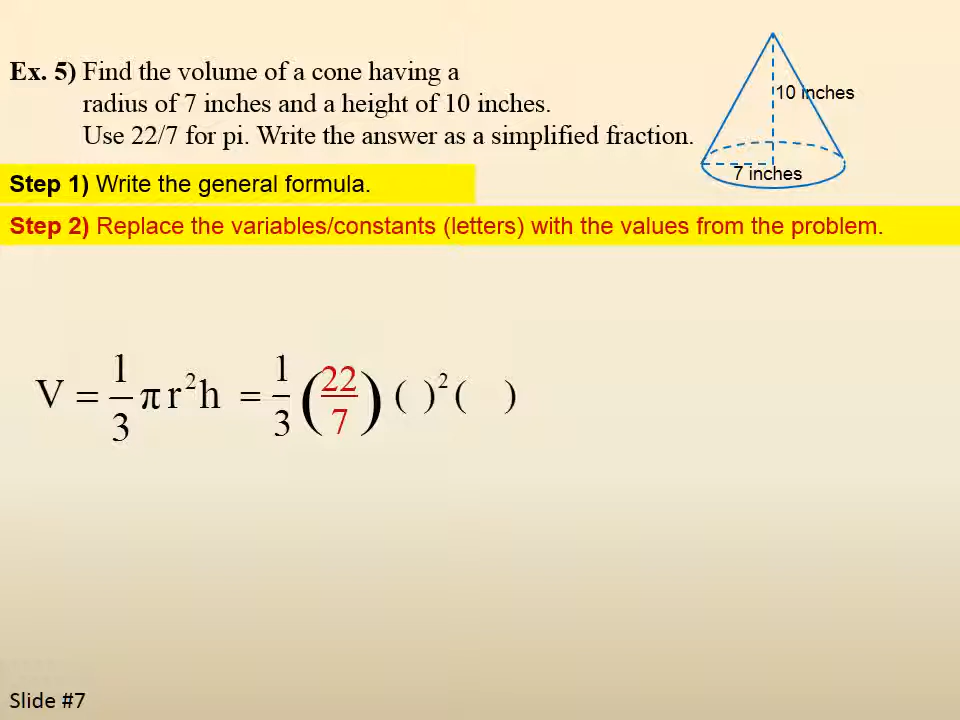 Ex. 5) Find the volume of a cone having a
radius of 7 inches and a height of 10 inches.
Use 22/7 for pi. Write the answer as a simplified fraction.
10 inches
7 inches
Step 1) Write the general formula.
Step 2) Replace the variables/constants (letters) with the values from the problem.
V = 1/3 π r²h = 1/3 (22/7) ( )² ( )
Slide #7